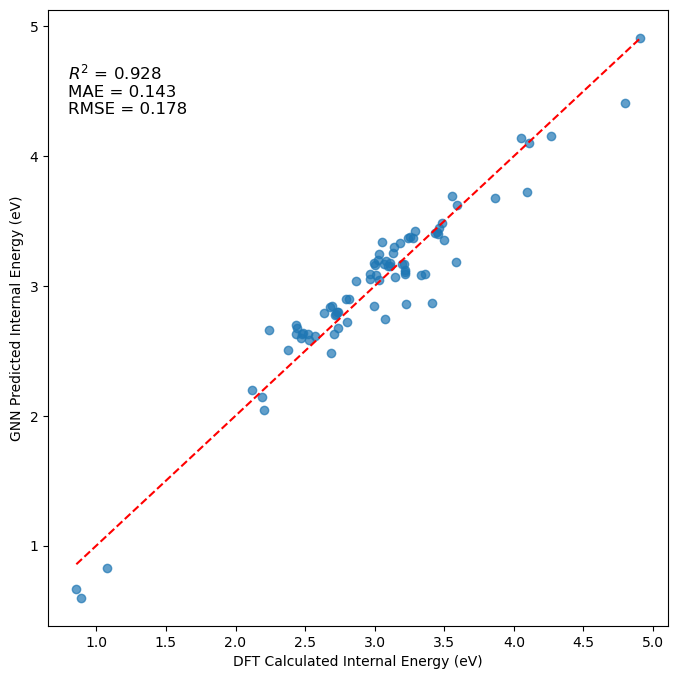 R² = 0.928
MAE = 0.143
RMSE = 0.178
GNN Predicted Internal Energy (eV)
5
4
3
2
1
1.0 1.5 2.0 2.5 3.0 3.5 4.0 4.5 5.0
DFT Calculated Internal Energy (eV)